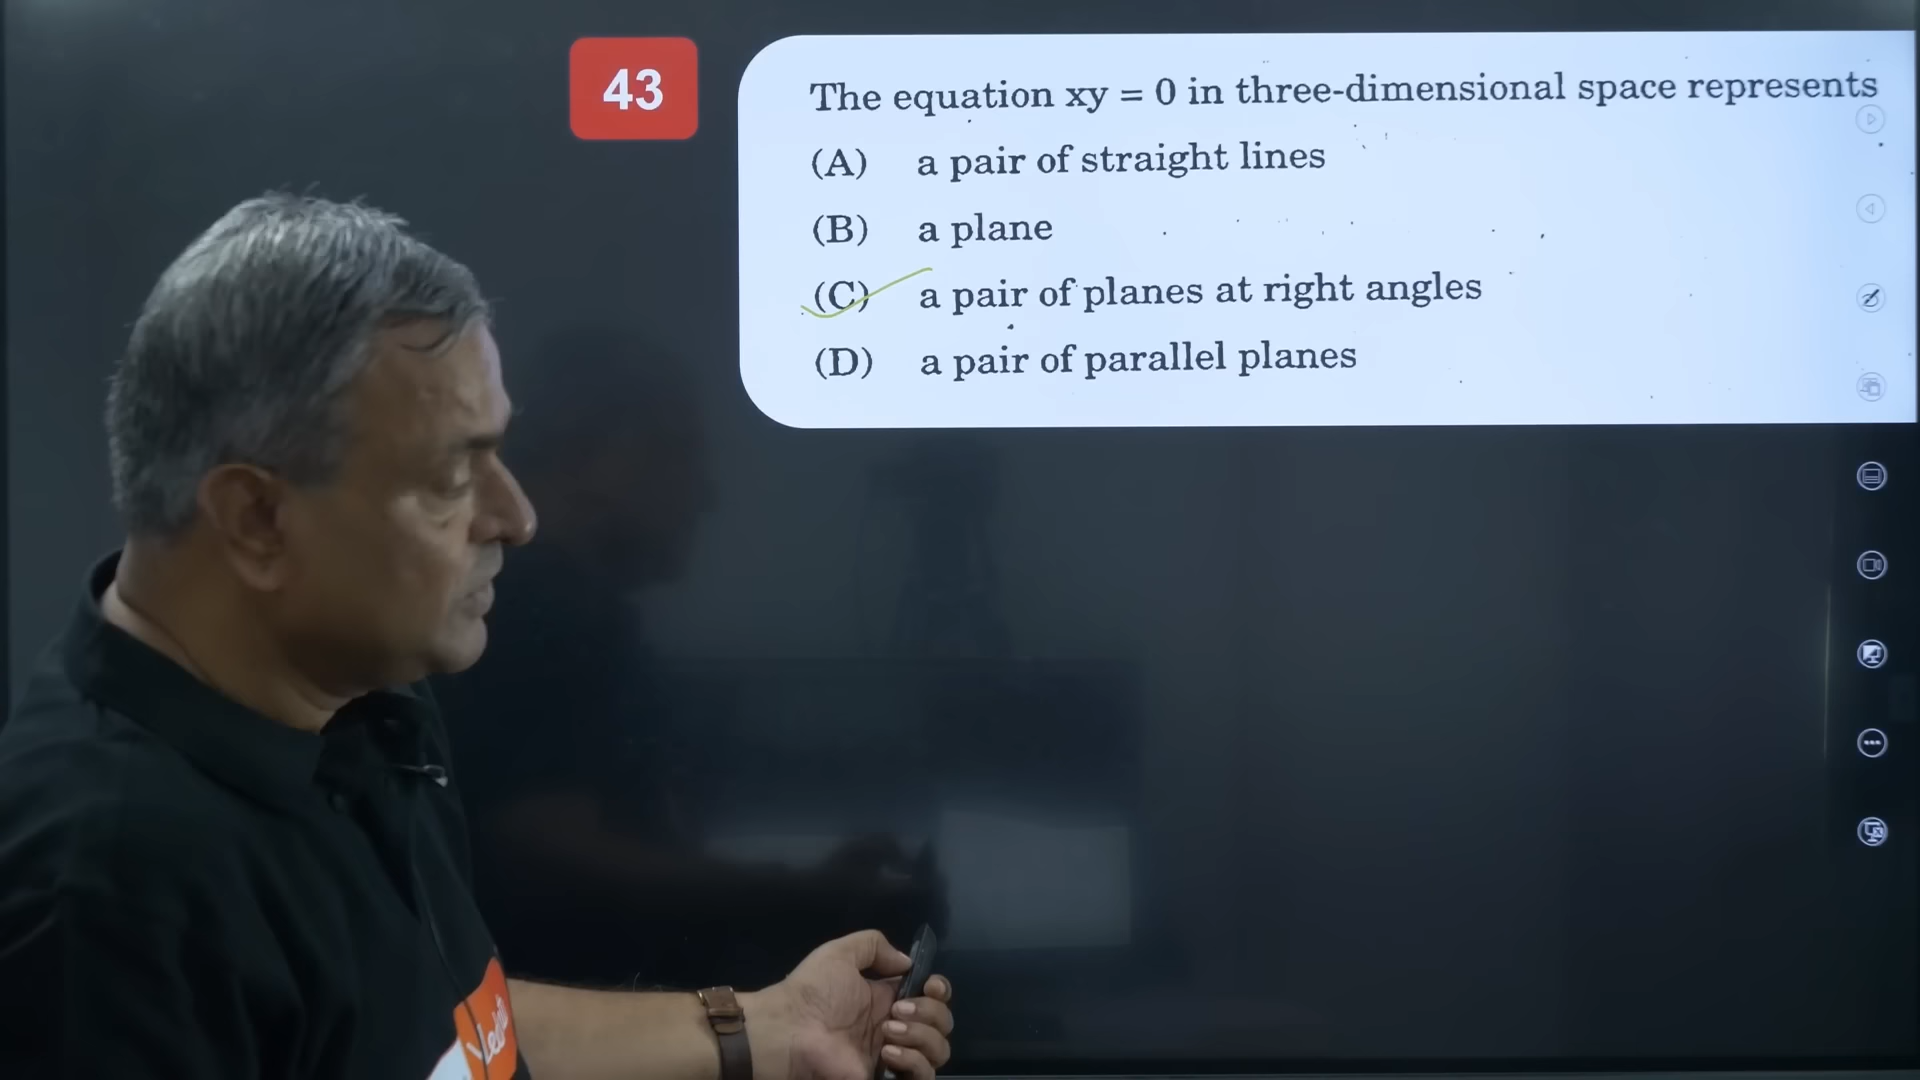 43
The equation xy = 0 in three-dimensional space represents
(A) a pair of straight lines
(B) a plane
(C) a pair of planes at right angles
(D) a pair of parallel planes